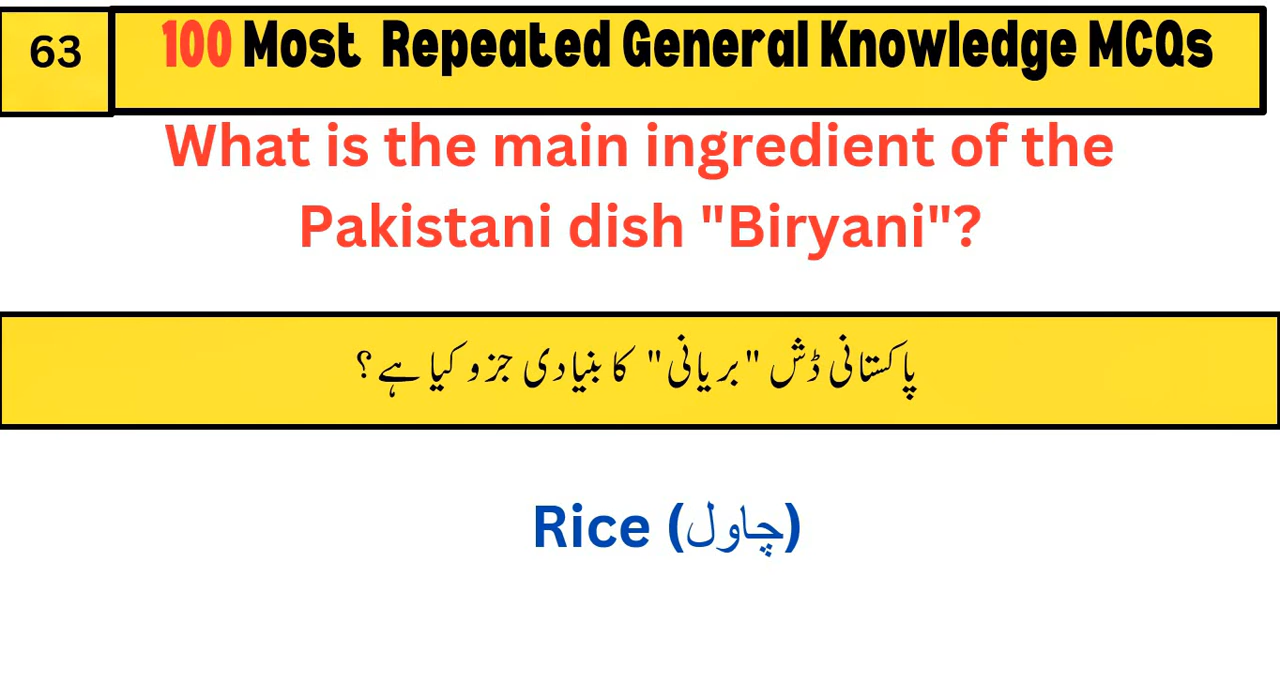 63
100 Most Repeated General Knowledge MCQs
What is the main ingredient of the
Pakistani dish "Biryani"?
پاکستانی ڈش "بریانی" کا بنیادی جزو کیا ہے؟
Rice (چاول)